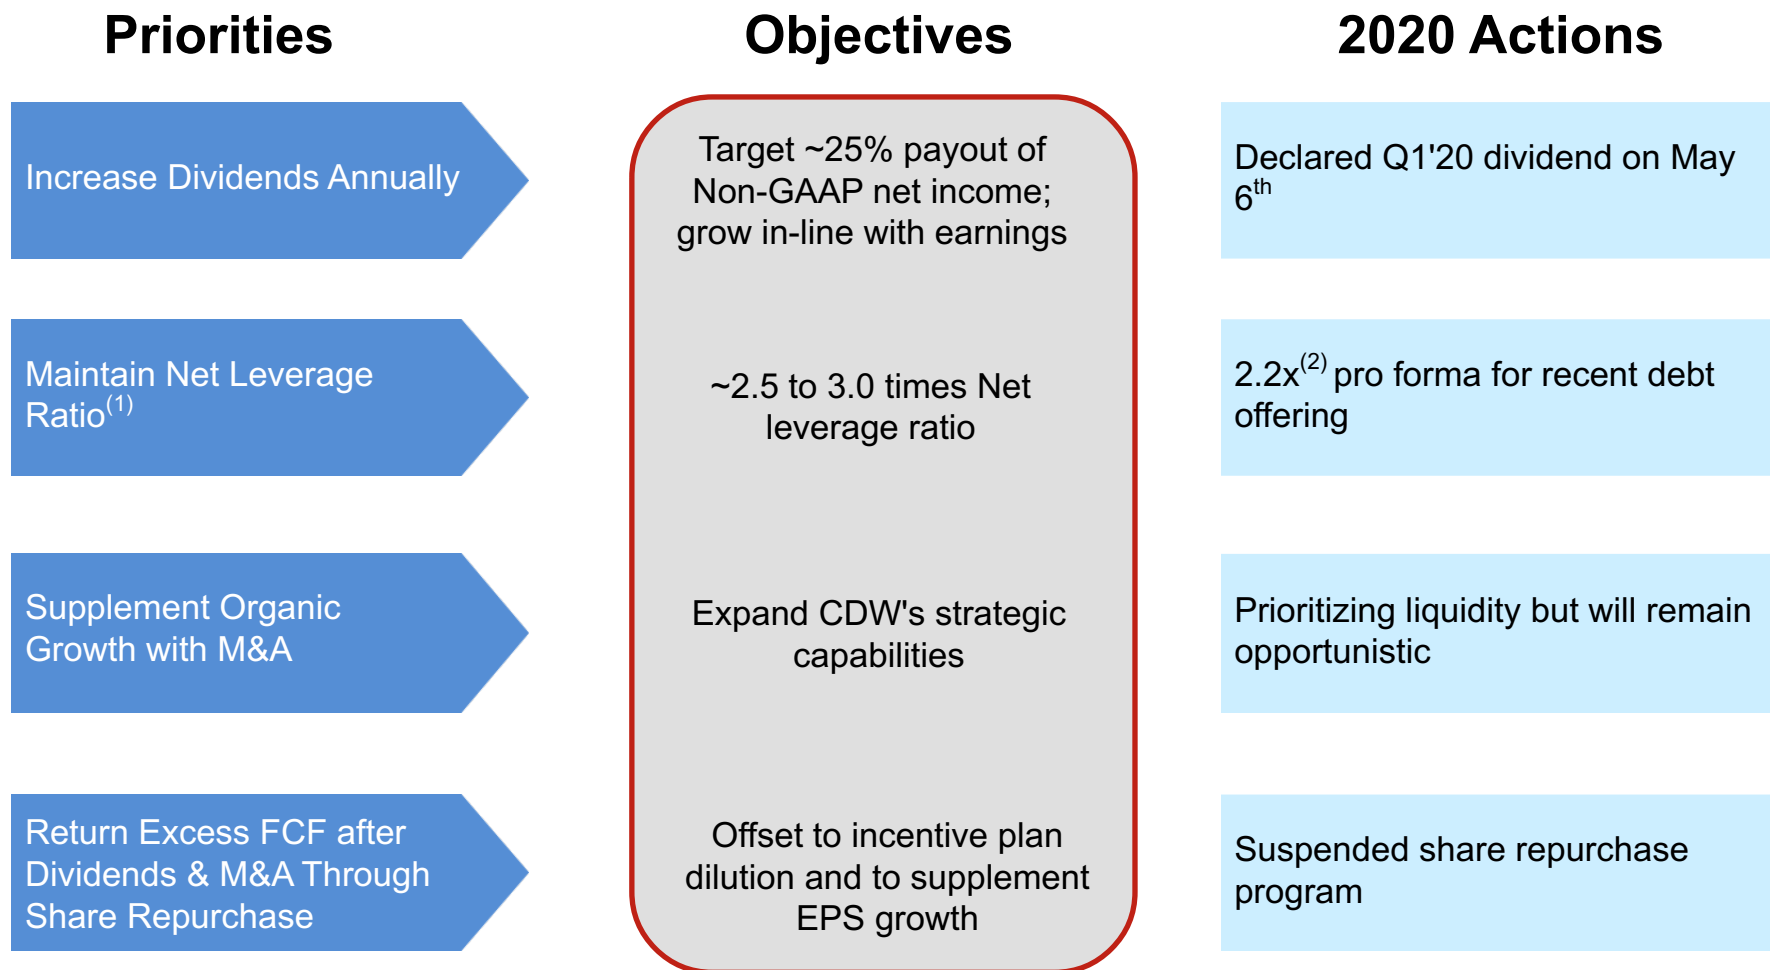 Priorities
Objectives
2020 Actions
Increase Dividends Annually
Target ~25% payout of
Non-GAAP net income;
grow in-line with earnings
Declared Q1'20 dividend on May
6th
Maintain Net Leverage
Ratio(1)
~2.5 to 3.0 times Net
leverage ratio
2.2x(2) pro forma for recent debt
offering
Supplement Organic
Growth with M&A
Expand CDW's strategic
capabilities
Prioritizing liquidity but will remain
opportunistic
Return Excess FCF after
Dividends & M&A Through
Share Repurchase
Offset to incentive plan
dilution and to supplement
EPS growth
Suspended share repurchase
program